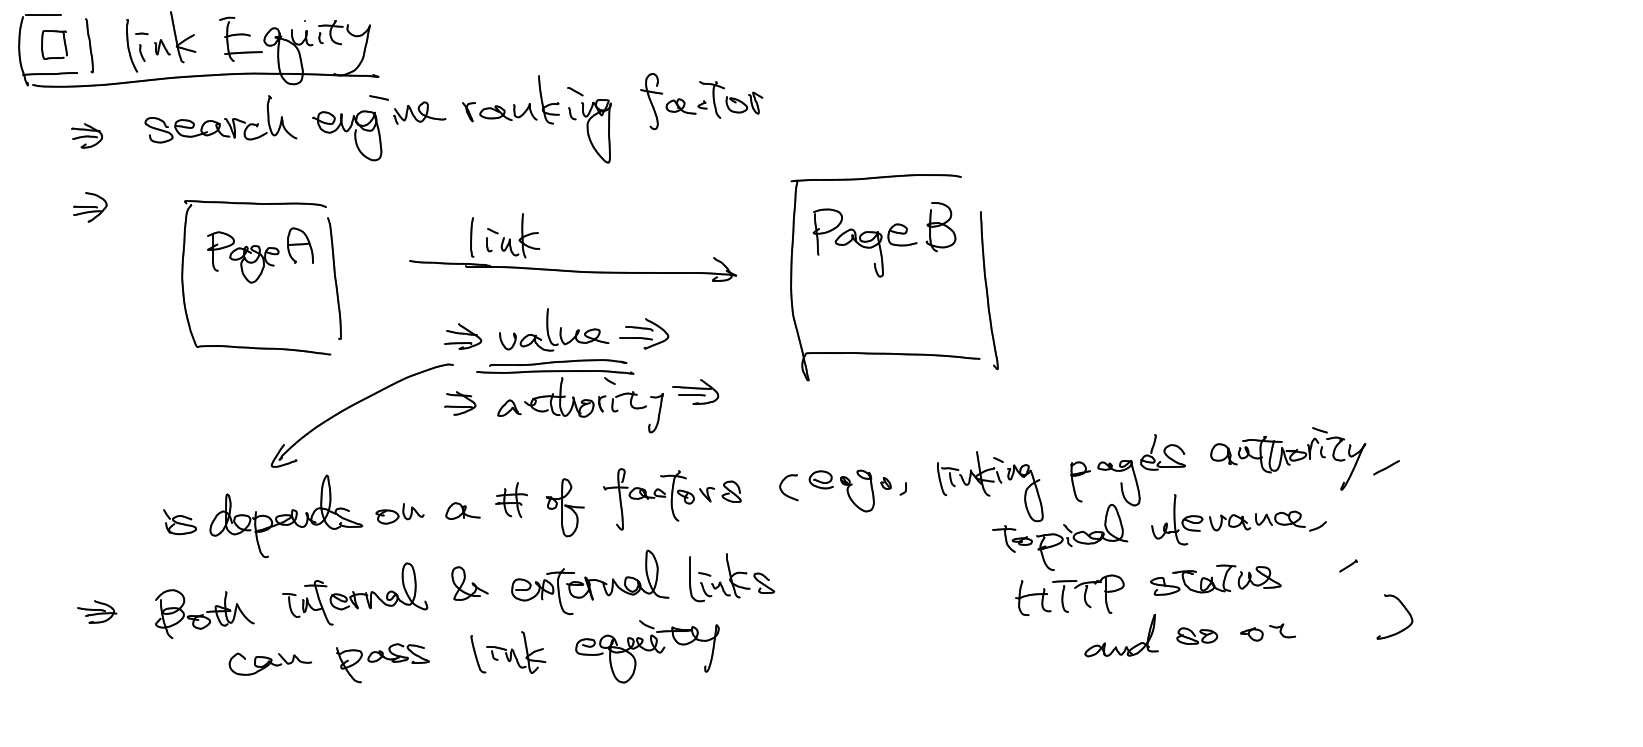 link Equity
⇒ search engine ranking factor
⇒
Page A
link
Page B
⇒ value ⇒
⇒ authority ⇒
is depends on a # of factors (e.g., linking page's authority,
topical relevance,
HTTP status,
and so on)
⇒ Both internal & external links
can pass link equity